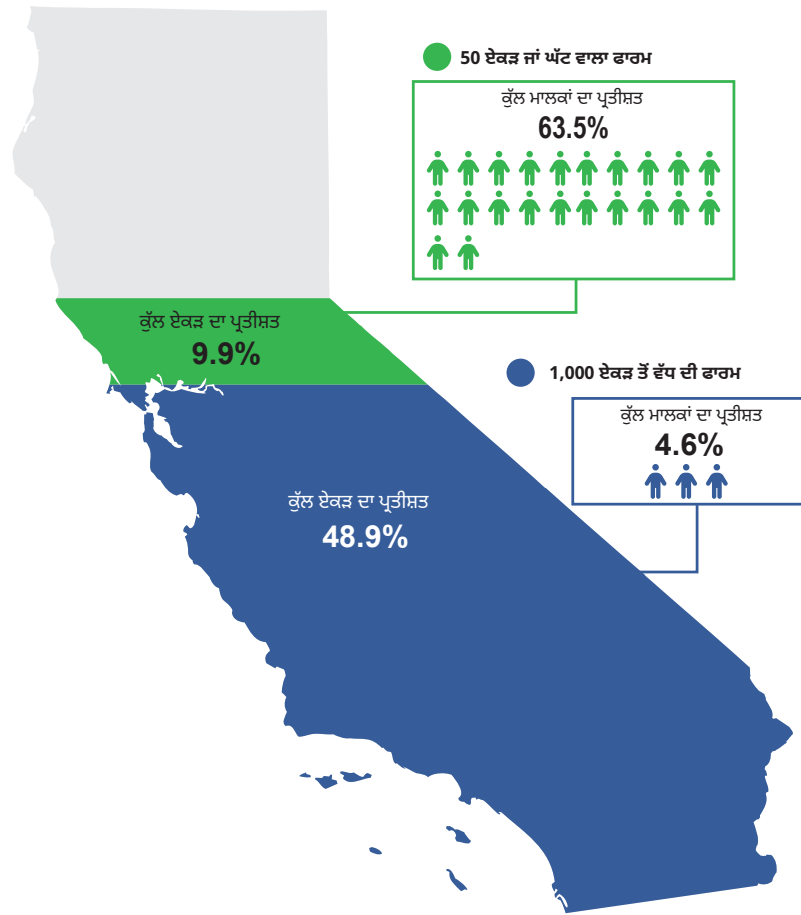 50 ਏਕੜ ਜਾਂ ਘੱਟ ਵਾਲਾ ਫਾਰਮ
ਕੁੱਲ ਮਾਲਕਾਂ ਦਾ ਪ੍ਰਤੀਸ਼ਤ
63.5%
ਕੁੱਲ ਏਕੜ ਦਾ ਪ੍ਰਤੀਸ਼ਤ
9.9%
1,000 ਏਕੜ ਤੋਂ ਵੱਧ ਦੀ ਫਾਰਮ
ਕੁੱਲ ਮਾਲਕਾਂ ਦਾ ਪ੍ਰਤੀਸ਼ਤ
4.6%
ਕੁੱਲ ਏਕੜ ਦਾ ਪ੍ਰਤੀਸ਼ਤ
48.9%